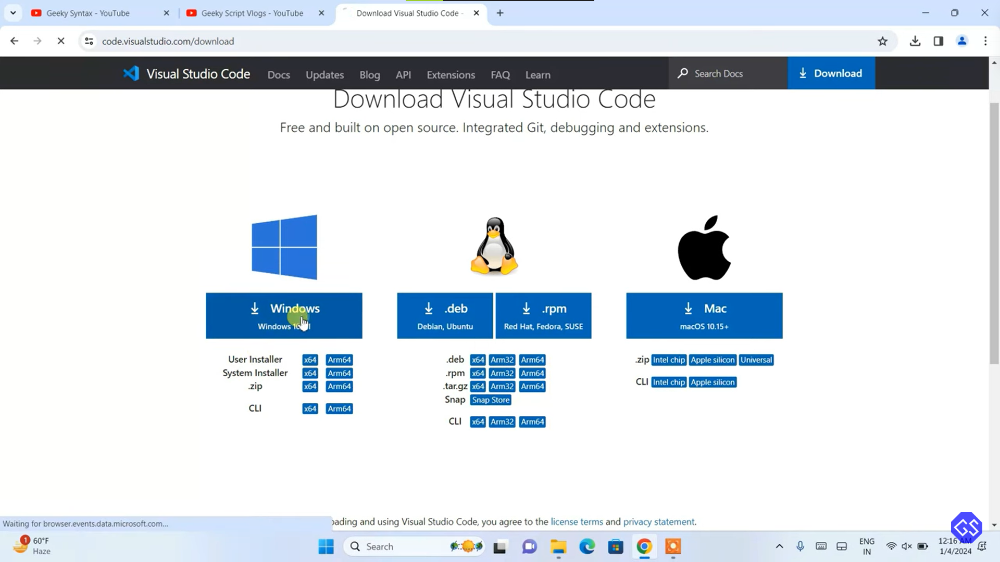 Geeky Syntax - YouTube
Geeky Script Vlogs - YouTube
Download Visual Studio Code -
code.visualstudio.com/download
Visual Studio Code
Docs
Updates
Blog
API
Extensions
FAQ
Learn
Search Docs
Download
Download Visual Studio Code
Free and built on open source. Integrated Git, debugging and extensions.
Windows
Windows
.deb
Debian, Ubuntu
.rpm
Red Hat, Fedora, SUSE
Mac
macOS 10.15+
User Installer x64 Arm64
System Installer x64 Arm64
.zip x64 Arm64
CLI x64 Arm64
.deb x64 Arm32 Arm64
.rpm x64 Arm32 Arm64
.tar.gz x64 Arm32 Arm64
Snap Snap Store
CLI x64 Arm32 Arm64
.zip Intel chip Apple silicon Universal
CLI Intel chip Apple silicon
Waiting for browser.events.data.microsoft.com...
and using Visual Studio Code, you agree to the license terms and privacy statement.
1
60°F
Haze
Search
ENG
IN
12:16 AM
1/4/2024
GS